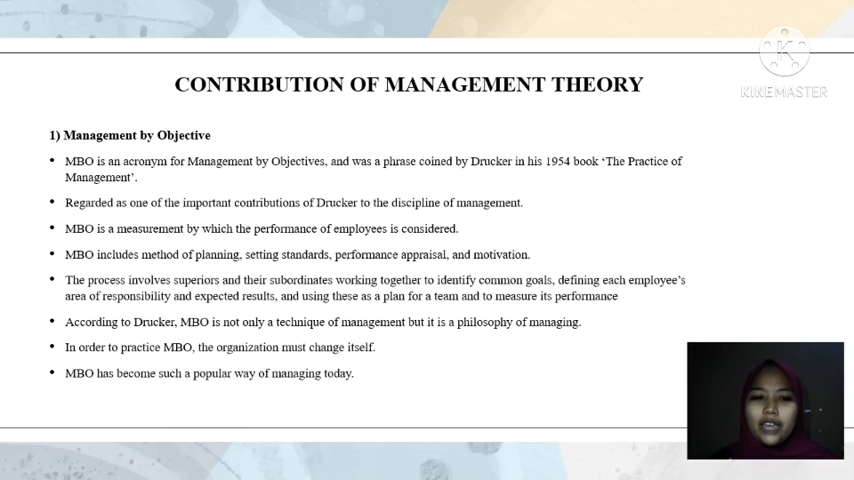 CONTRIBUTION OF MANAGEMENT THEORY
K
KINEMASTER
1) Management by Objective
• MBO is an acronym for Management by Objectives, and was a phrase coined by Drucker in his 1954 book ‘The Practice of
Management’.
• Regarded as one of the important contributions of Drucker to the discipline of management.
• MBO is a measurement by which the performance of employees is considered.
• MBO includes method of planning, setting standards, performance appraisal, and motivation.
• The process involves superiors and their subordinates working together to identify common goals, defining each employee’s
area of responsibility and expected results, and using these as a plan for a team and to measure its performance
• According to Drucker, MBO is not only a technique of management but it is a philosophy of managing.
• In order to practice MBO, the organization must change itself.
• MBO has become such a popular way of managing today.